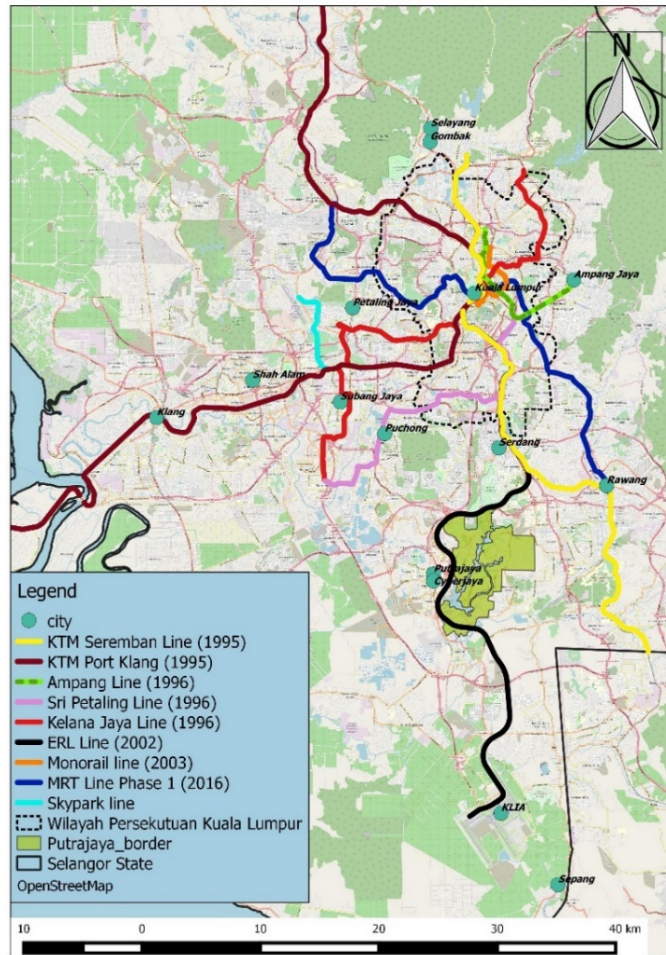 N
Selayang
Gombak
Ampang Jaya
Kuala Lumpur
Petaling Jaya
Shah Alam
Subang Jaya
Klang
Puchong
Serdang
Rawang
Putrajaya
Cyberjaya
KLIA
Sepang
Legend
city
KTM Seremban Line (1995)
KTM Port Klang (1995)
Ampang Line (1996)
Sri Petaling Line (1996)
Kelana Jaya Line (1996)
ERL Line (2002)
Monorail line (2003)
MRT Line Phase 1 (2016)
Skypark line
Wilayah Persekutuan Kuala Lumpur
Putrajaya_border
Selangor State
OpenStreetMap
10 0 10 20 30 40 km